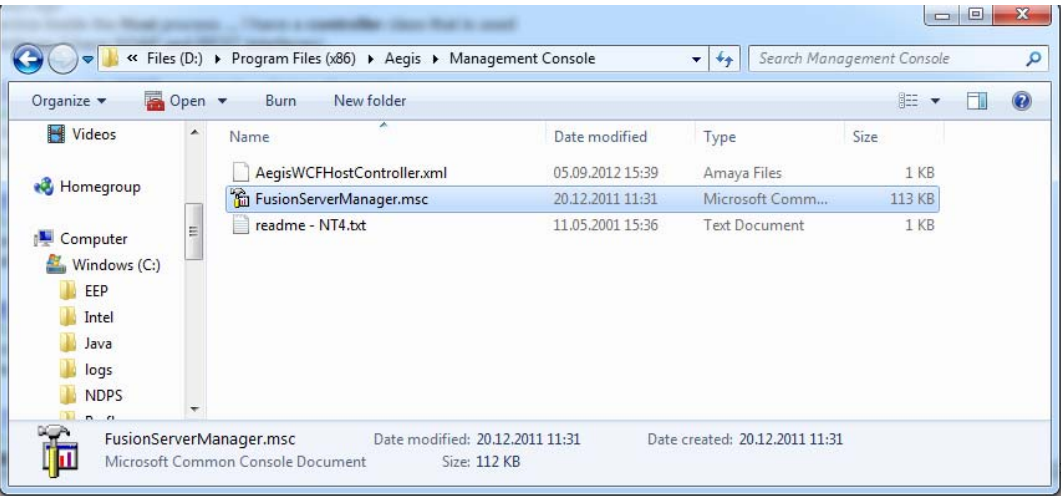 « Files (D:) ▸ Program Files (x86) ▸ Aegis ▸ Management Console
Search Management Console
Organize Open Burn New folder
Videos
Homegroup
Computer
Windows (C:)
EEP
Intel
Java
logs
NDPS
Name Date modified Type Size
AegisWCFHostController.xml 05.09.2012 15:39 Amaya Files 1 KB
FusionServerManager.msc 20.12.2011 11:31 Microsoft Comm... 113 KB
readme - NT4.txt 11.05.2001 15:36 Text Document 1 KB
FusionServerManager.msc Date modified: 20.12.2011 11:31 Date created: 20.12.2011 11:31
Microsoft Common Console Document Size: 112 KB